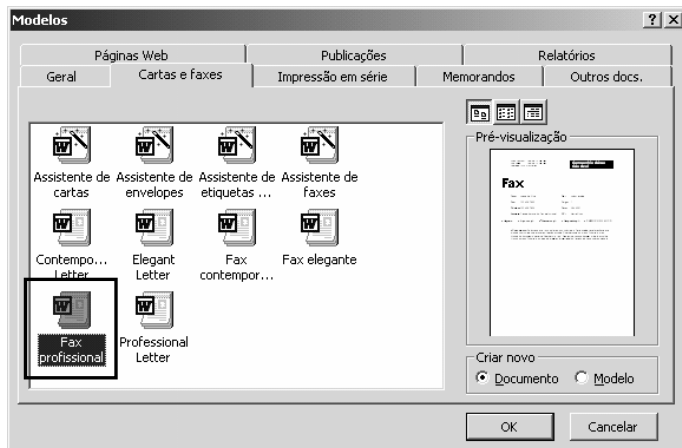 Modelos
Páginas Web
Publicações
Relatórios
Geral
Cartas e faxes
Impressão em série
Memorandos
Outros docs.
Assistente de
cartas
Assistente de
envelopes
Assistente de
etiquetas ...
Assistente de
faxes
Contempo...
Letter
Elegant
Letter
Fax
contempor...
Fax elegante
Fax
profissional
Professional
Letter
Pré-visualização
Fax
Criar novo
Documento
Modelo
OK
Cancelar